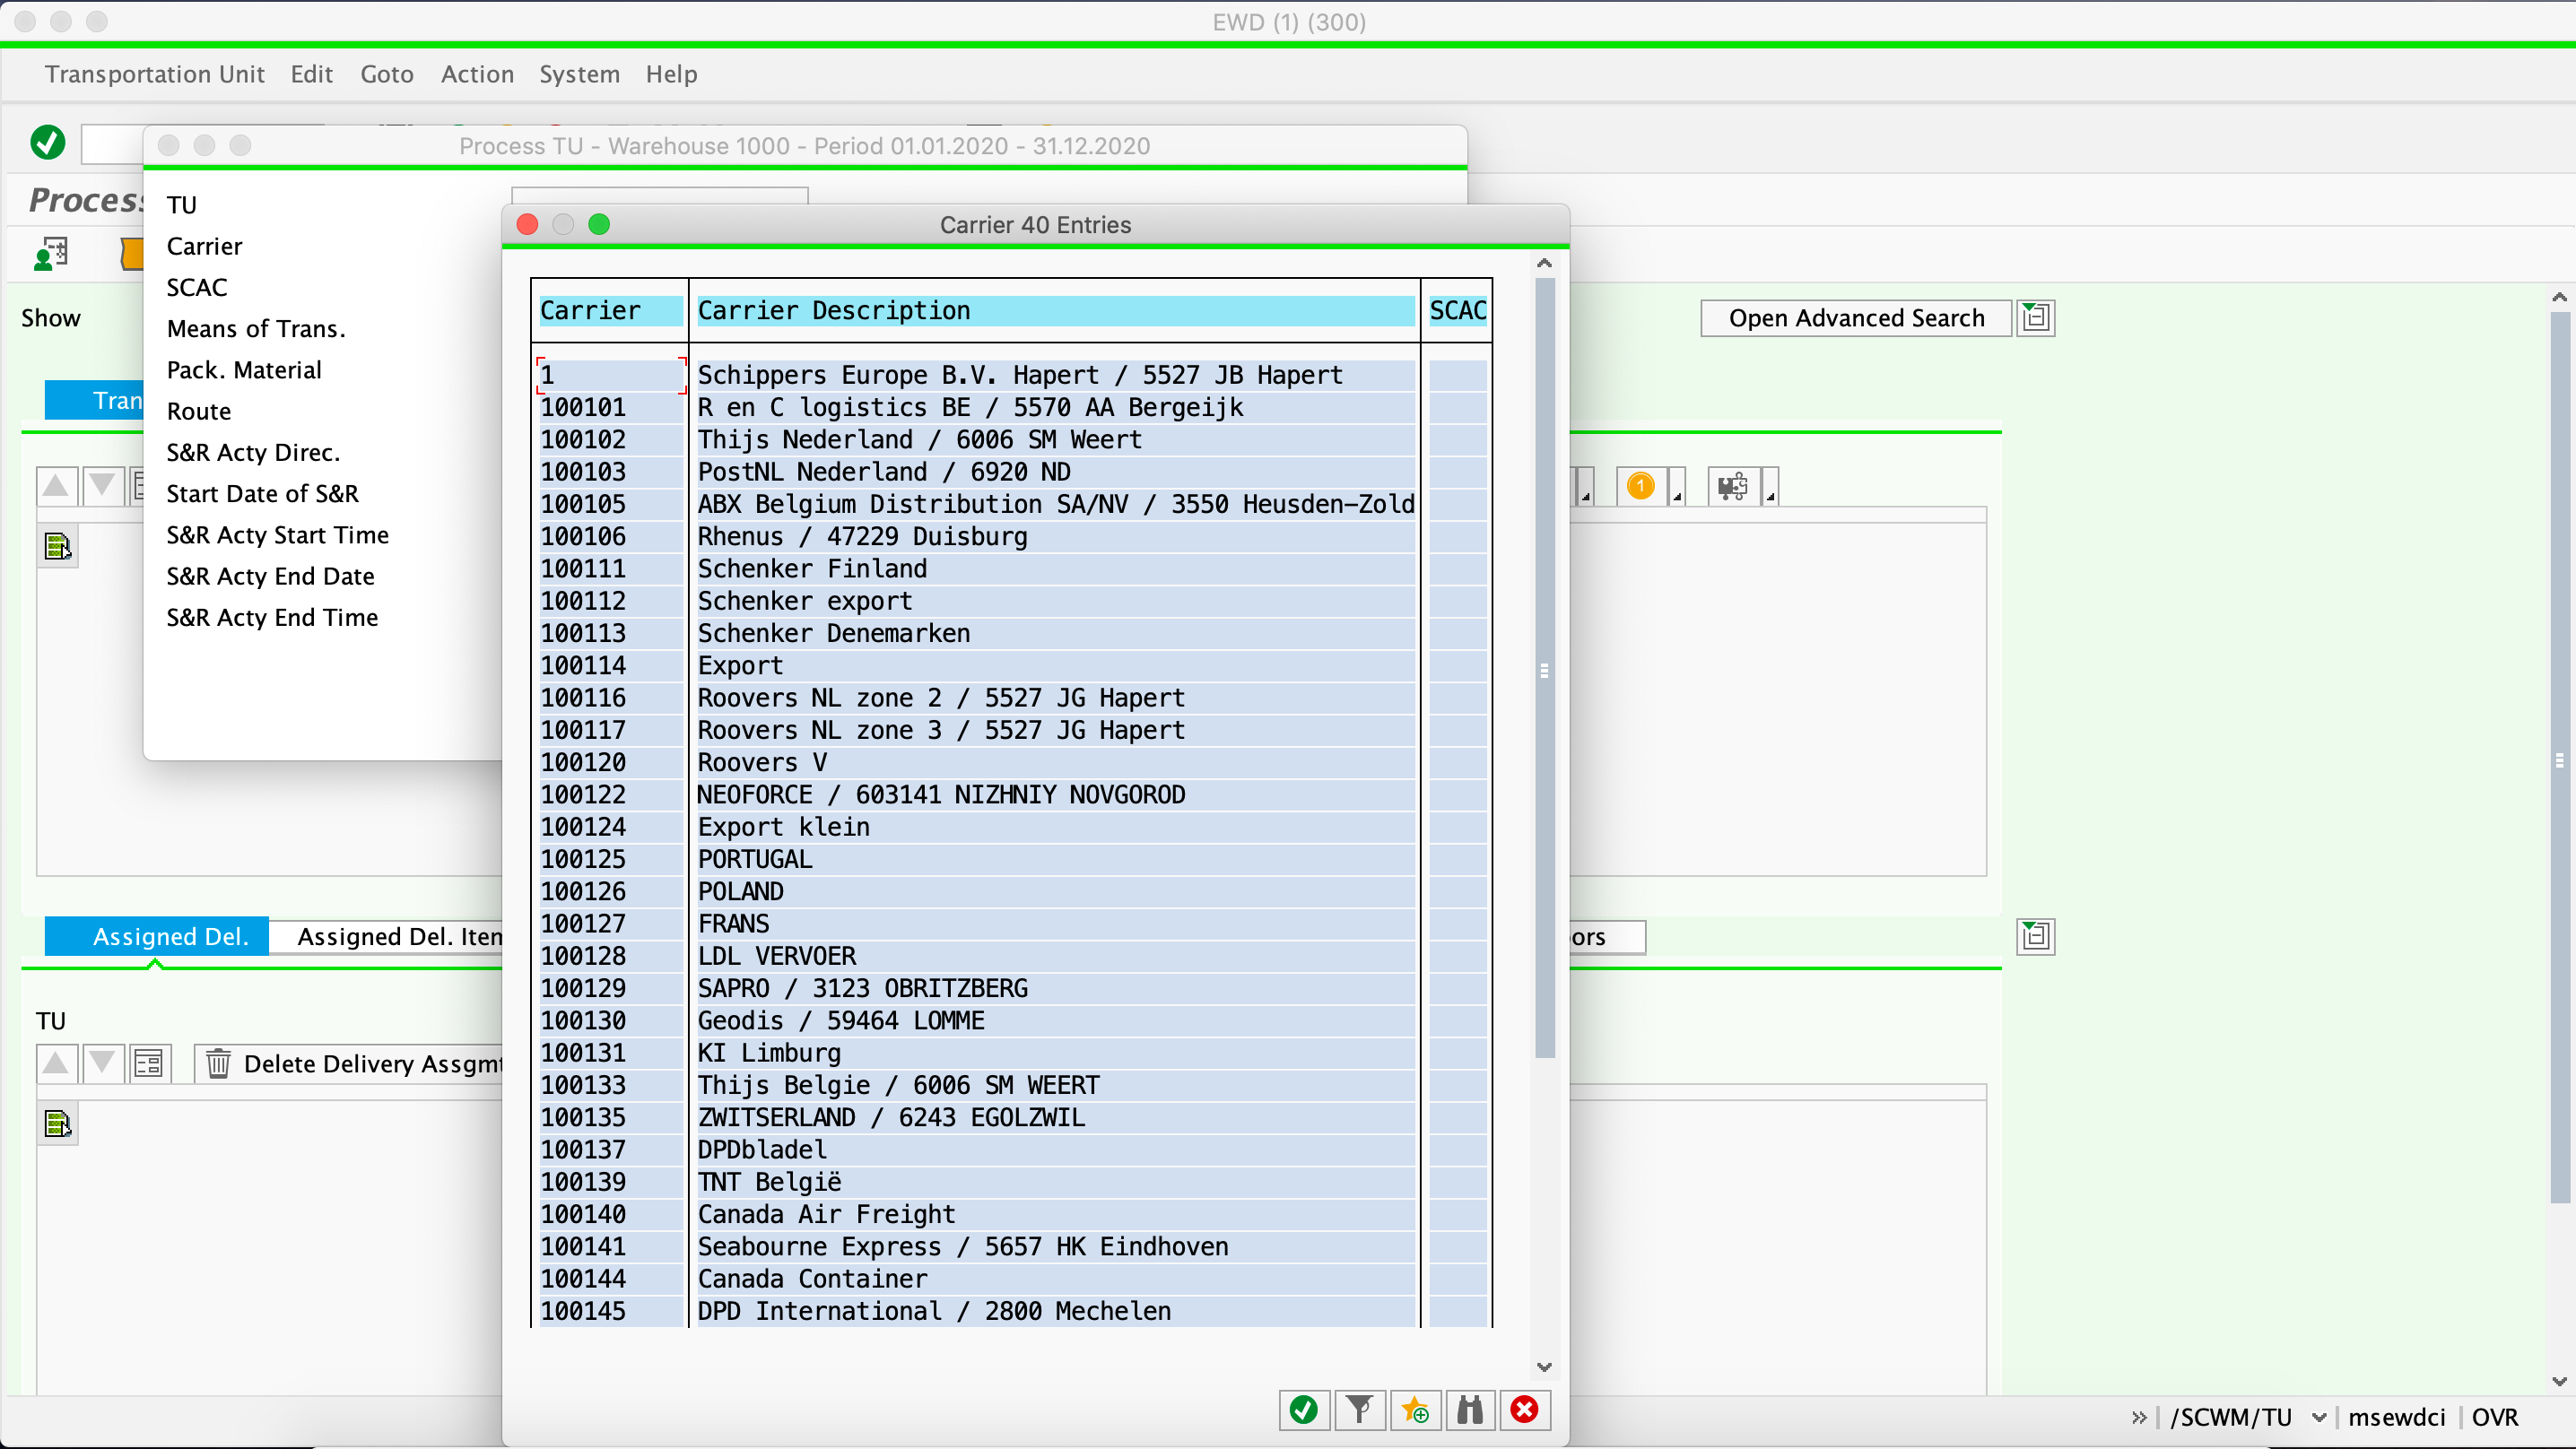 EWD (1) (300)
Transportation Unit Edit Goto Action System Help
Process TU - Warehouse 1000 - Period 01.01.2020 - 31.12.2020
Process
TU
Carrier
SCAC
Means of Trans.
Pack. Material
Route
S&R Acty Direc.
Start Date of S&R
S&R Acty Start Time
S&R Acty End Date
S&R Acty End Time
Show
Open Advanced Search
Tran
1
Carrier 40 Entries
Carrier Carrier Description SCAC
1 Schippers Europe B.V. Hapert / 5527 JB Hapert
100101 R en C logistics BE / 5570 AA Bergeijk
100102 Thijs Nederland / 6006 SM Weert
100103 PostNL Nederland / 6920 ND
100105 ABX Belgium Distribution SA/NV / 3550 Heusden-Zold
100106 Rhenus / 47229 Duisburg
100111 Schenker Finland
100112 Schenker export
100113 Schenker Denemarken
100114 Export
100116 Roovers NL zone 2 / 5527 JG Hapert
100117 Roovers NL zone 3 / 5527 JG Hapert
100120 Roovers V
100122 NEOFORCE / 603141 NIZHNIY NOVGOROD
100124 Export klein
100125 PORTUGAL
100126 POLAND
100127 FRANS
100128 LDL VERVOER
100129 SAPRO / 3123 OBRITZBERG
100130 Geodis / 59464 LOMME
100131 KI Limburg
100133 Thijs Belgie / 6006 SM WEERT
100135 ZWITSERLAND / 6243 EGOLZWIL
100137 DPDbladel
100139 TNT België
100140 Canada Air Freight
100141 Seabourne Express / 5657 HK Eindhoven
100144 Canada Container
100145 DPD International / 2800 Mechelen
Assigned Del. Assigned Del. Iten
ors
TU
Delete Delivery Assgmt
/SCWM/TU msewdci OVR